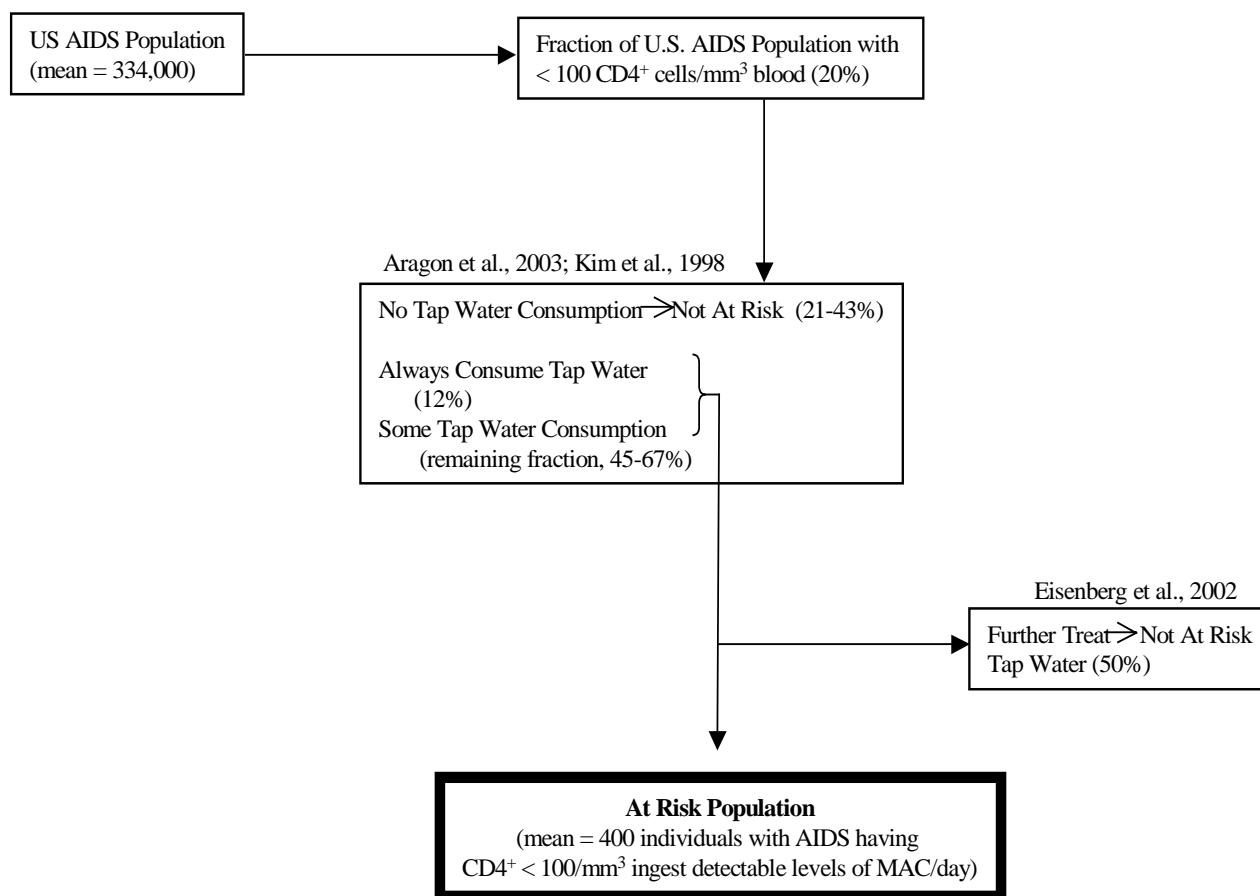 US AIDS Population
(mean = 334,000)
Fraction of U.S. AIDS Population with
< 100 CD4⁺ cells/mm³ blood (20%)
Aragon et al., 2003; Kim et al., 1998
No Tap Water Consumption → Not At Risk (21-43%)
Always Consume Tap Water
(12%)
Some Tap Water Consumption
(remaining fraction, 45-67%)
Eisenberg et al., 2002
Further Treat → Not At Risk
Tap Water (50%)
At Risk Population
(mean = 400 individuals with AIDS having
CD4⁺ < 100/mm³ ingest detectable levels of MAC/day)